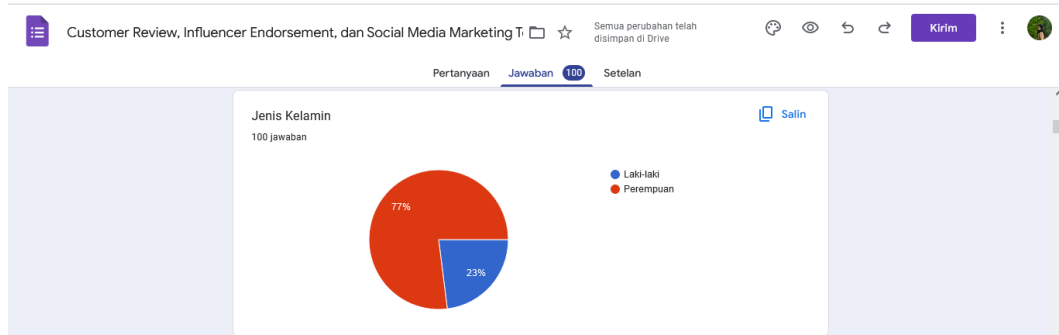 Customer Review, Influencer Endorsement, dan Social Media Marketing T
Semua perubahan telah
disimpan di Drive
Kirim
Pertanyaan Jawaban 100 Setelan
Jenis Kelamin
Salin
100 jawaban
Laki-laki
Perempuan
77%
23%